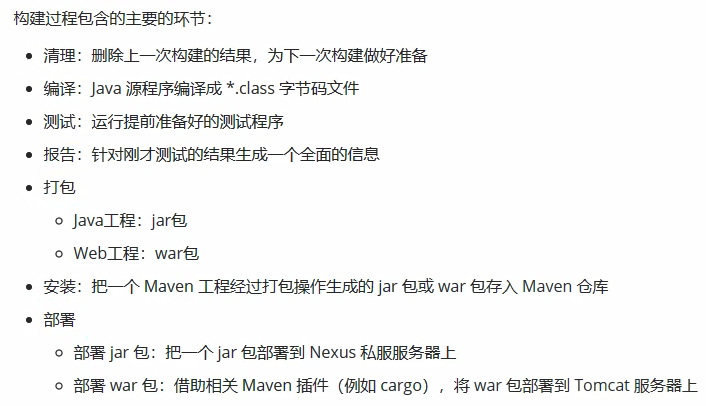 构建过程包含的主要的环节：
清理：删除上一次构建的结果，为下一次构建做好准备
编译：Java 源程序编译成 *.class 字节码文件
测试：运行提前准备好的测试程序
报告：针对刚才测试的结果生成一个全面的信息
打包
Java工程：jar包
Web工程：war包
安装：把一个 Maven 工程经过打包操作生成的 jar 包或 war 包存入 Maven 仓库
部署
部署 jar 包：把一个 jar 包部署到 Nexus 私服服务器上
部署 war 包：借助相关 Maven 插件（例如 cargo），将 war 包部署到 Tomcat 服务器上